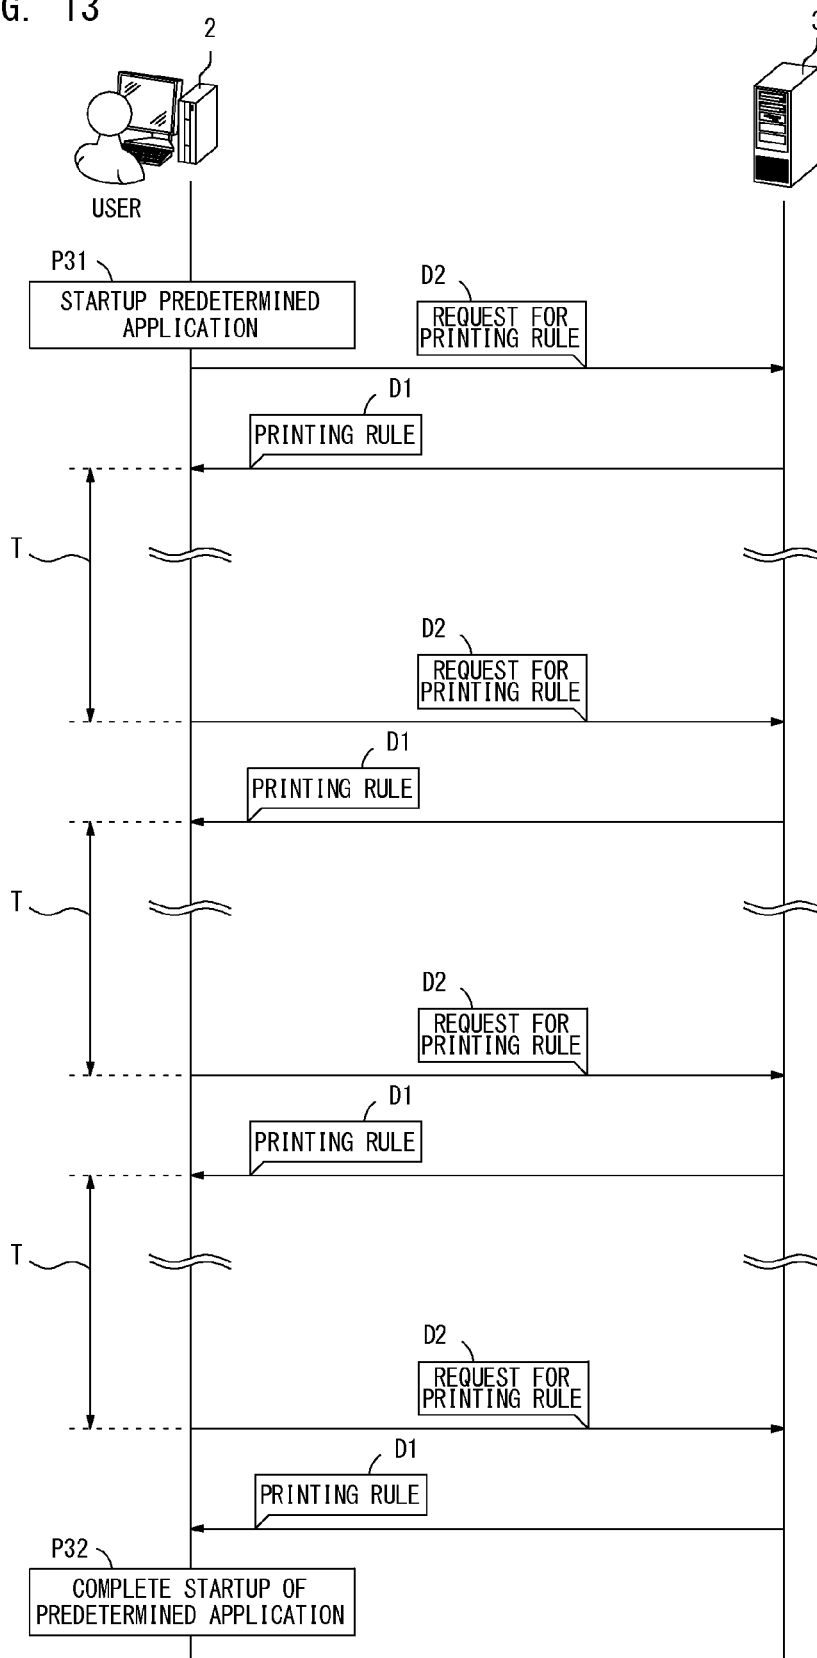 G. 13
2
3
USER
P31
STARTUP PREDETERMINED
APPLICATION
D2
REQUEST FOR
PRINTING RULE
D1
PRINTING RULE
T
D2
REQUEST FOR
PRINTING RULE
D1
PRINTING RULE
T
D2
REQUEST FOR
PRINTING RULE
D1
PRINTING RULE
T
D2
REQUEST FOR
PRINTING RULE
D1
PRINTING RULE
P32
COMPLETE STARTUP OF
PREDETERMINED APPLICATION